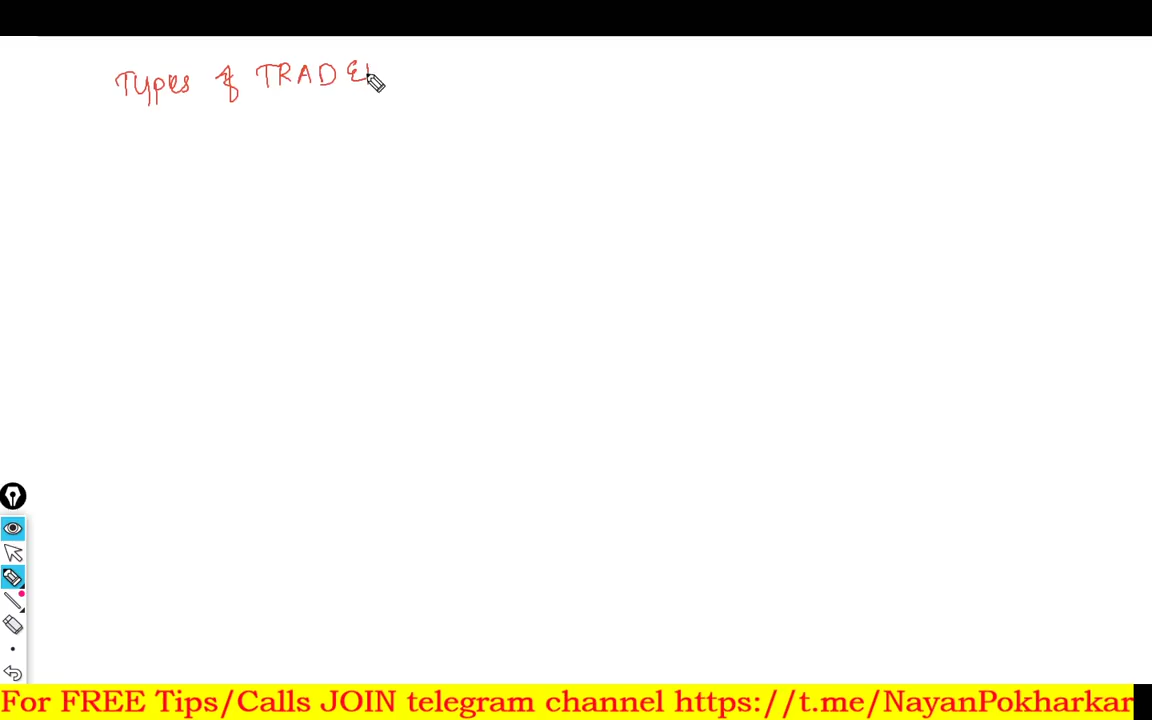 Types of TRADE
For FREE Tips/Calls JOIN telegram channel https://t.me/NayanPokharkar